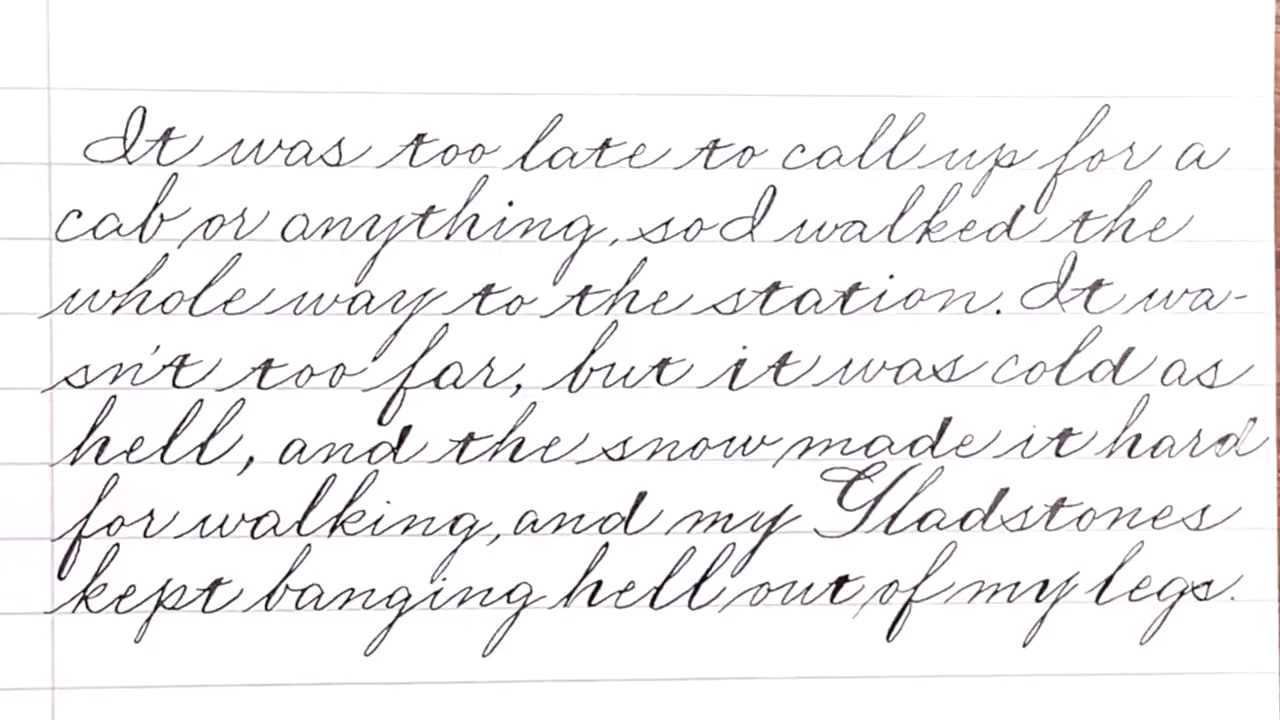 It was too late to call up for a
cab or anything, so I walked the
whole way to the station. It wa-
sn't too far, but it was cold as
hell, and the snow made it hard
for walking, and my Gladstones
kept banging hell out of my legs.